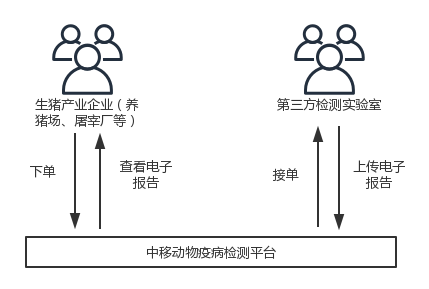 生猪产业企业（养
猪场、屠宰厂等）
第三方检测实验室
下单
查看电子
报告
接单
上传电子
报告
中移动物疫病检测平台